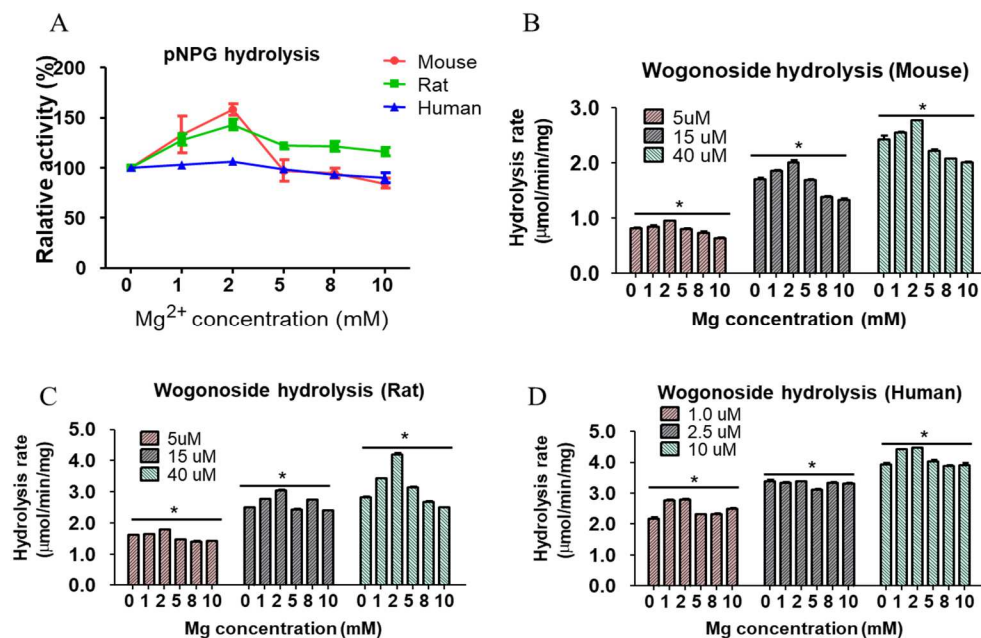 A
pNPG hydrolysis
Ralative activity (%)
200
150
100
50
0
0 1 2 5 8 10
Mg2+ concentration (mM)
Mouse
Rat
Human
B
Wogonoside hydrolysis (Mouse)
Hydrolysis rate
(μmol/min/mg)
3.0
2.0
1.0
0.0
5uM
15 uM
40 uM
*
*
*
0 1 2 5 8 10 0 1 2 5 8 10 0 1 2 5 8 10
Mg concentration (mM)
C
Wogonoside hydrolysis (Rat)
Hydrolysis rate
(μmol/min/mg)
5.0
4.0
3.0
2.0
1.0
0.0
5uM
15 uM
40 uM
*
*
*
0 1 2 5 8 10 0 1 2 5 8 10 0 1 2 5 8 10
Mg concentration (mM)
D
Wogonoside hydrolysis (Human)
Hydrolysis rate
(μmol/min/mg)
5.0
4.0
3.0
2.0
1.0
0.0
1.0 uM
2.5 uM
10 uM
*
*
*
0 1 2 5 8 10 0 1 2 5 8 10 0 1 2 5 8 10
Mg concentration (mM)